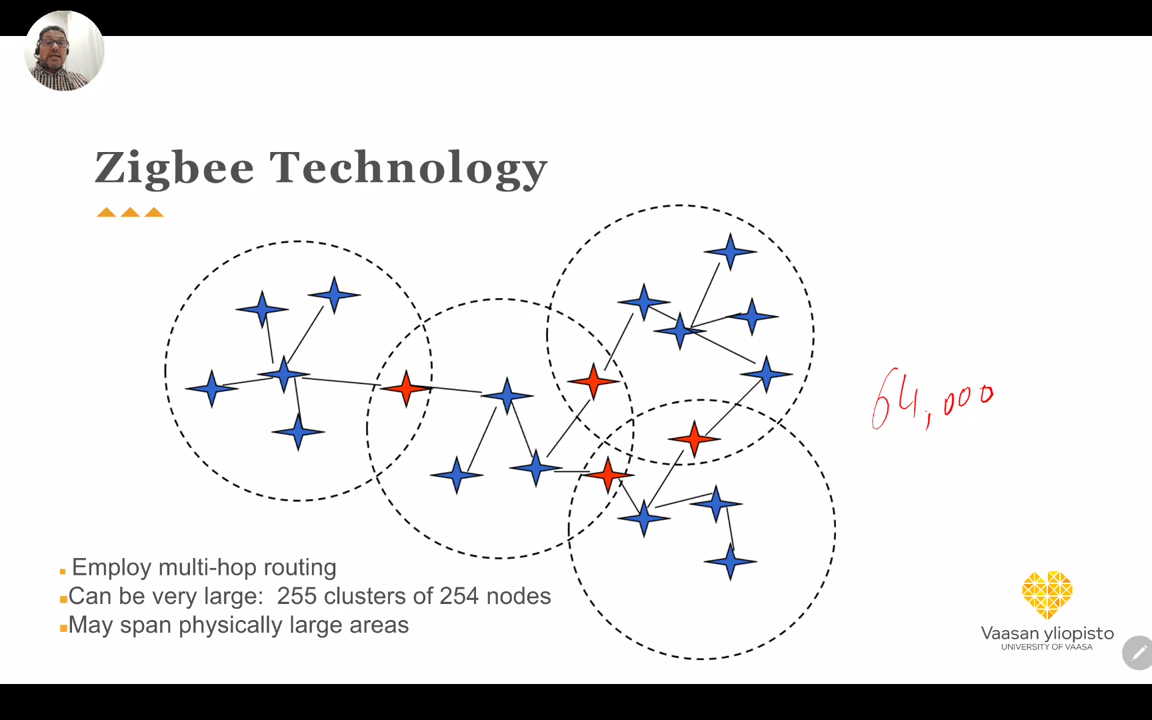 Zigbee Technology
64,000
Employ multi-hop routing
Can be very large: 255 clusters of 254 nodes
May span physically large areas
Vaasan yliopisto
UNIVERSITY OF VAASA